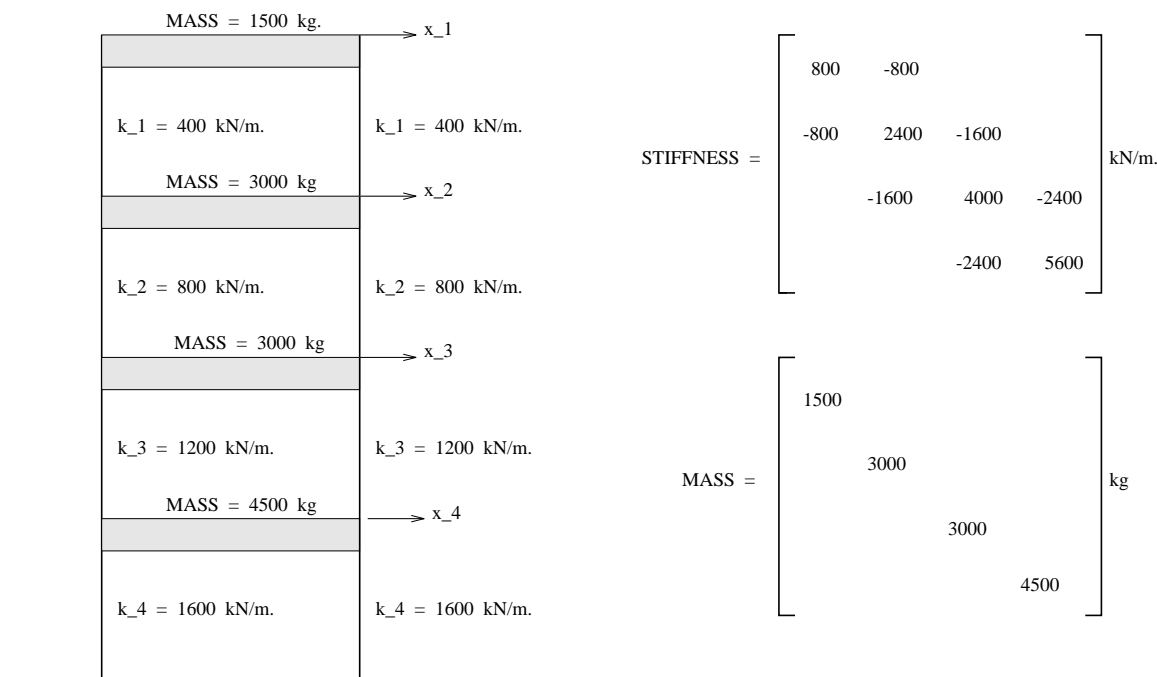 MASS = 1500 kg.
x_1
k_1 = 400 kN/m.
k_1 = 400 kN/m.
MASS = 3000 kg
x_2
k_2 = 800 kN/m.
k_2 = 800 kN/m.
MASS = 3000 kg
x_3
k_3 = 1200 kN/m.
k_3 = 1200 kN/m.
MASS = 4500 kg
x_4
k_4 = 1600 kN/m.
k_4 = 1600 kN/m.
800 -800
-800 2400 -1600
STIFFNESS = kN/m.
-1600 4000 -2400
-2400 5600
1500
3000
MASS = kg
3000
4500